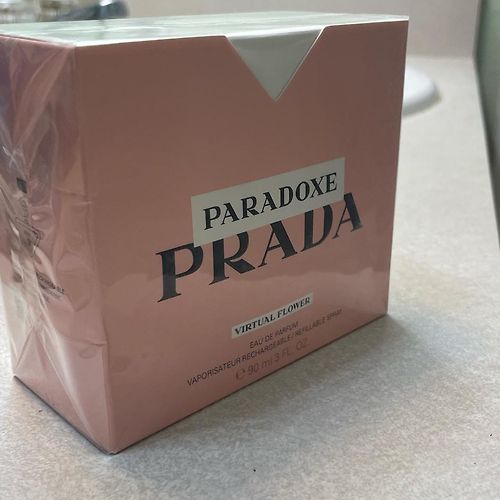 PARADOXE
PRADA
VIRTUAL FLOWER
EAU DE PARFUM
VAPORISATEUR RECHARGEABLE / REFILLABLE SPRAY
℮ 90 ml 3 FL. OZ.